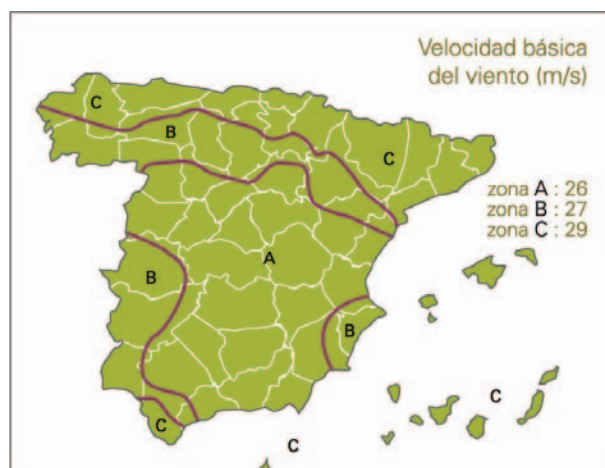 Velocidad básica
del viento (m/s)
C
B
C
zona A : 26
zona B : 27
zona C : 29
A
B
B
C
C
C